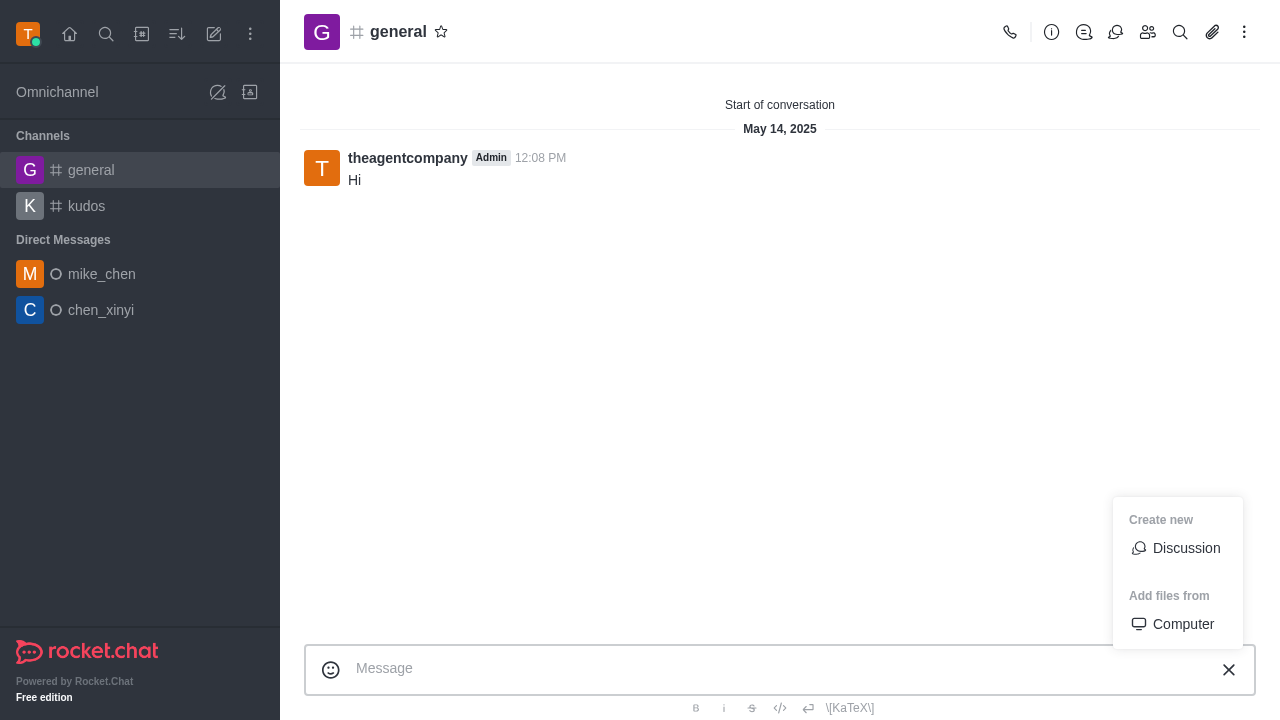 T
G
general
Omnichannel
Start of conversation
May 14, 2025
Channels
T
theagentcompany Admin 12:08 PM
Hi
G general
K kudos
Direct Messages
M mike_chen
C chen_xinyi
Create new
Discussion
Add files from
Computer
rocket.chat
Message
Powered by Rocket.Chat
Free edition
B i S \[KaTeX\]